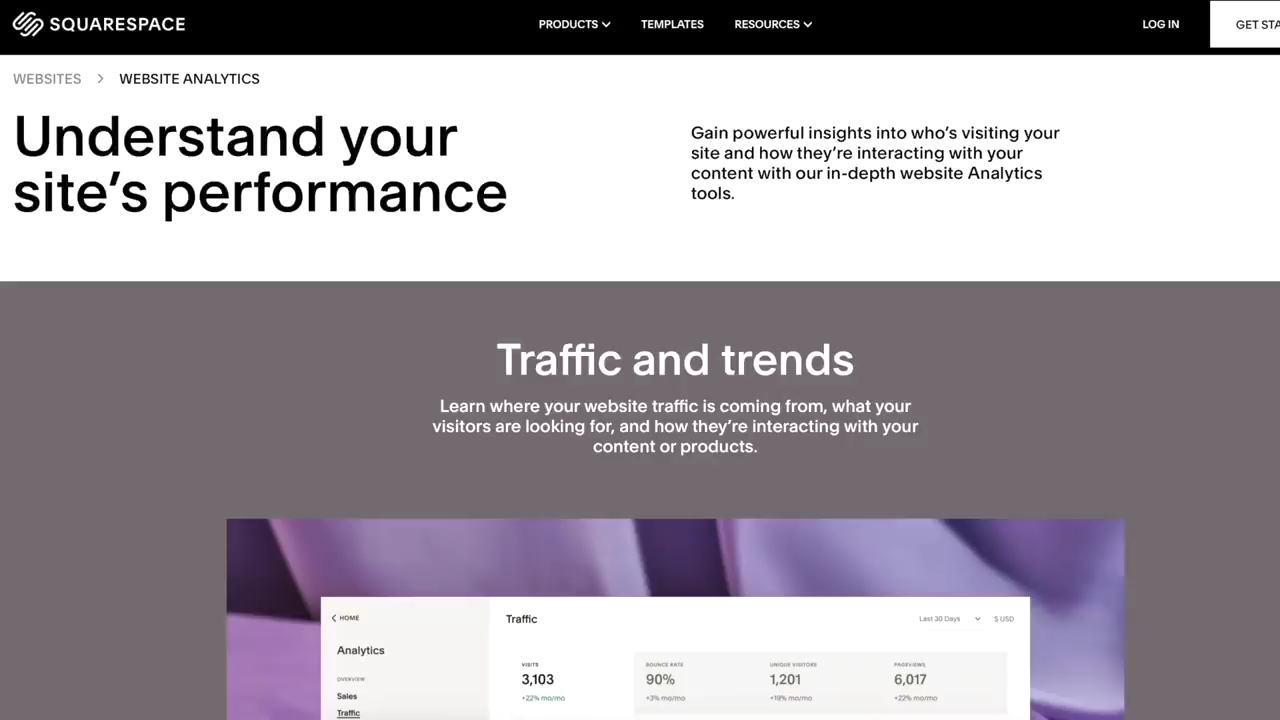 SQUARESPACE
PRODUCTS TEMPLATES RESOURCES LOG IN GET STA
WEBSITES > WEBSITE ANALYTICS
Understand your
site’s performance
Gain powerful insights into who’s visiting your
site and how they’re interacting with your
content with our in-depth website Analytics
tools.
Traffic and trends
Learn where your website traffic is coming from, what your
visitors are looking for, and how they’re interacting with your
content or products.
HOME
Analytics
OVERVIEW
Sales
Traffic
Traffic
Last 30 Days $ USD
VISITS
3,103
+22% mo/mo
BOUNCE RATE
90%
+3% mo/mo
UNIQUE VISITORS
1,201
+19% mo/mo
PAGEVIEWS
6,017
+22% mo/mo